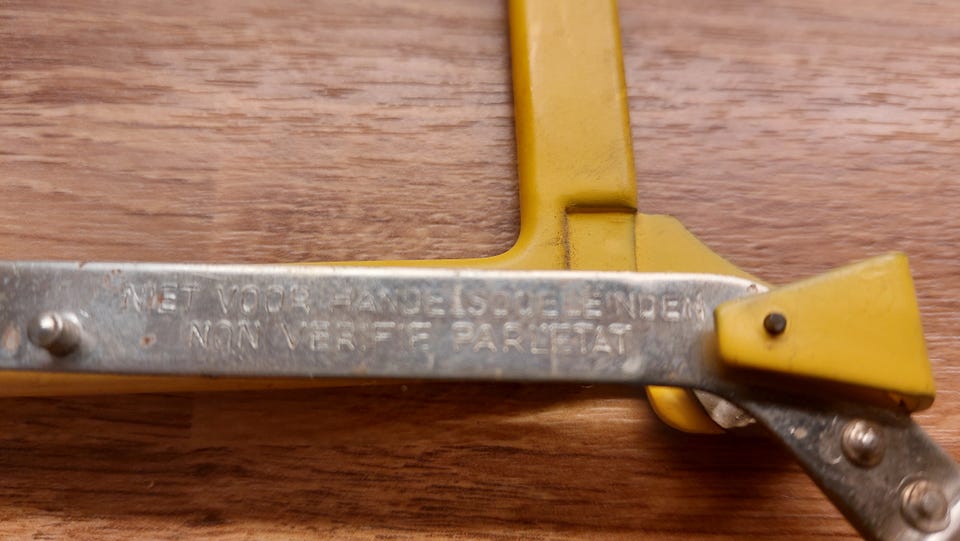 NIET VOOR HANDELSDOELEINDEN
NON VERIFIE PAR L'ETAT